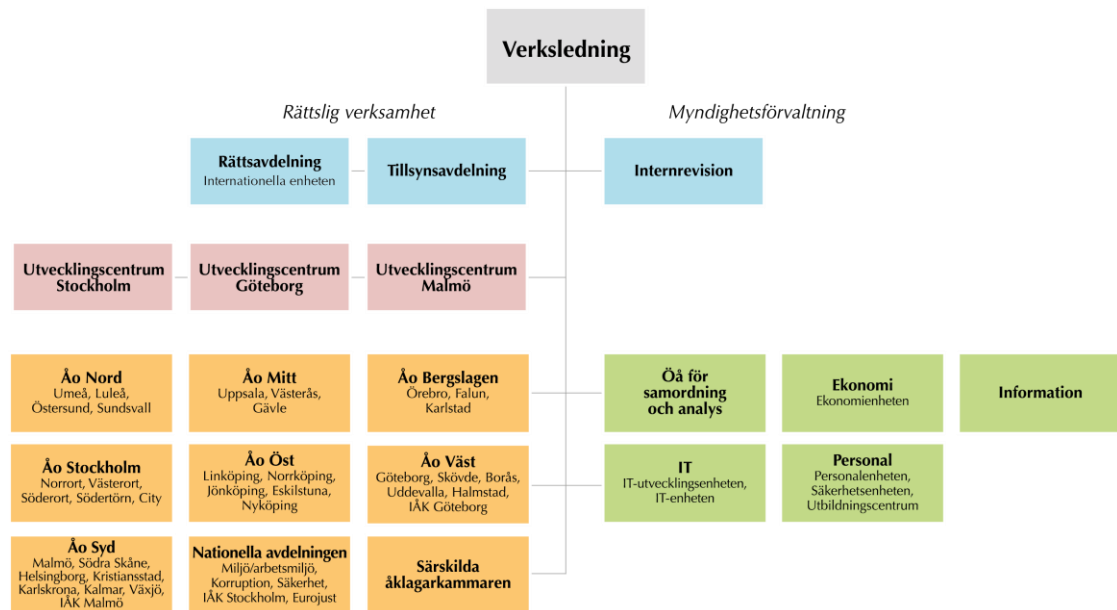 Verksledning
Rättslig verksamhet
Myndighetsförvaltning
Rättsavdelning
Internationella enheten
Tillsynsavdelning
Internrevision
Utvecklingscentrum
Stockholm
Utvecklingscentrum
Göteborg
Utvecklingscentrum
Malmö
Åo Nord
Umeå, Luleå,
Östersund, Sundsvall
Åo Mitt
Uppsala, Västerås,
Gävle
Åo Bergslagen
Örebro, Falun,
Karlstad
Öå för
samordning
och analys
Ekonomi
Ekonomienheten
Information
Åo Stockholm
Norrort, Västerort,
Söderort, Södertörn, City
Åo Öst
Linköping, Norrköping,
Jönköping, Eskilstuna,
Nyköping
Åo Väst
Göteborg, Skövde, Borås,
Uddevalla, Halmstad,
IÅK Göteborg
IT
IT-utvecklingsenheten,
IT-enheten
Personal
Personalenheten,
Säkerhetsenheten,
Utbildningscentrum
Åo Syd
Malmö, Södra Skåne,
Helsingborg, Kristiansstad,
Karlskrona, Kalmar, Växjö,
IÅK Malmö
Nationella avdelningen
Miljö/arbetsmiljö,
Korruption, Säkerhet,
IÅK Stockholm, Eurojust
Särskilda
åklagarkammaren